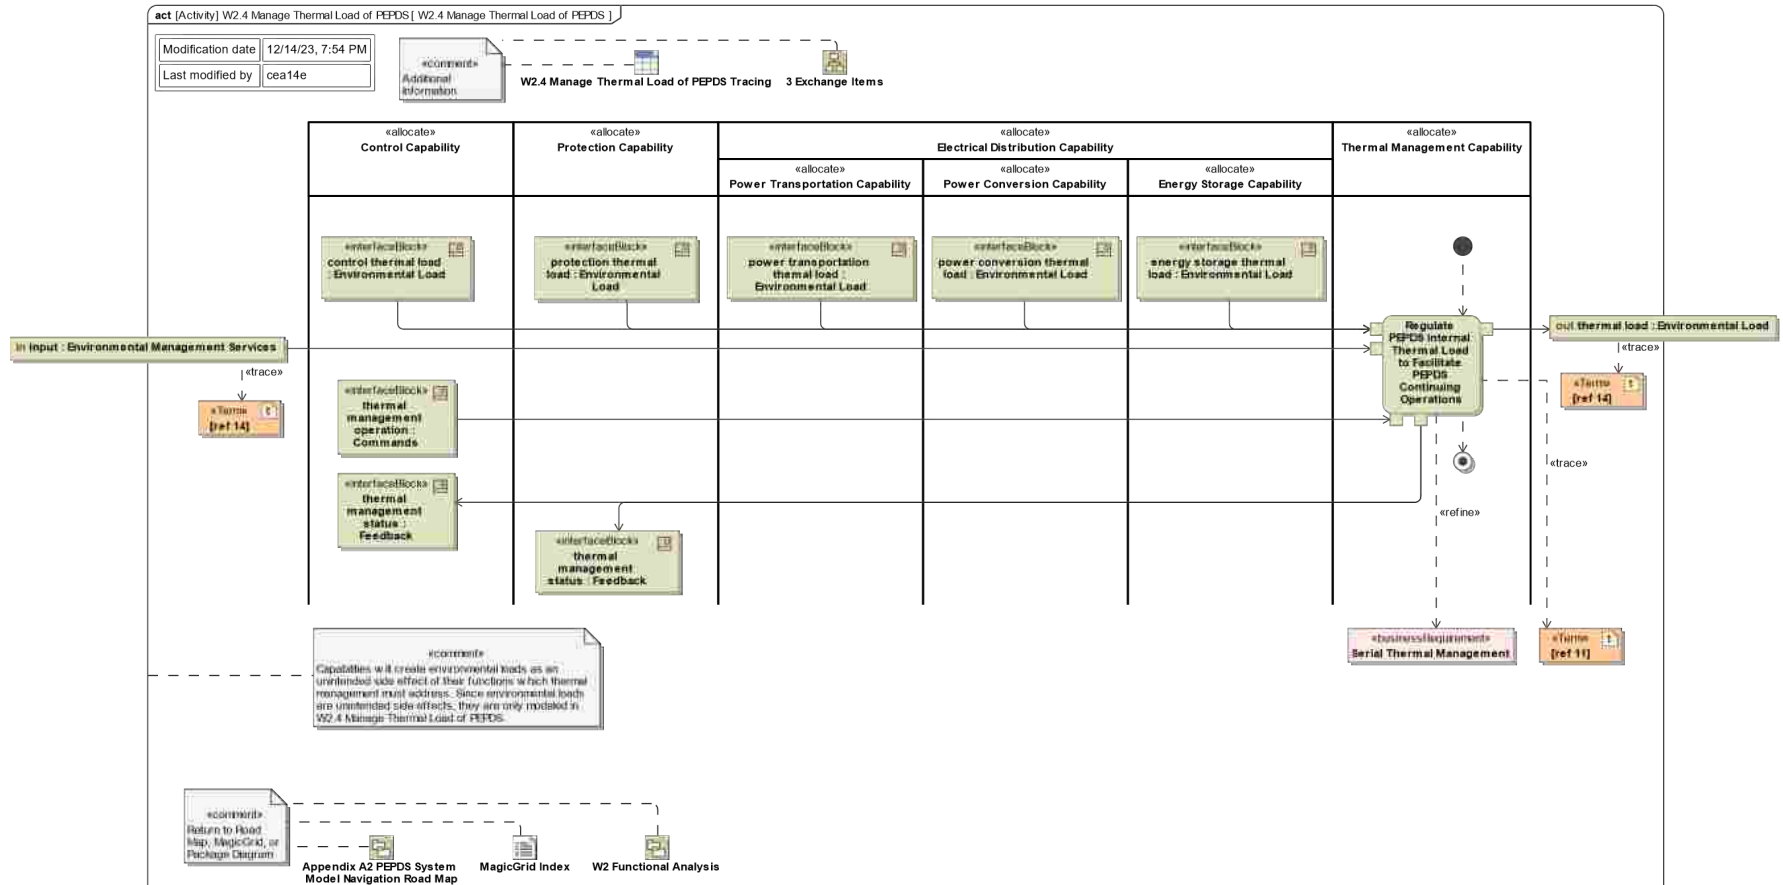 act [Activity] W2.4 Manage Thermal Load of PEPDS [ W2.4 Manage Thermal Load of PEPDS ]
Modification date 12/14/23, 7:54 PM
Last modified by cea14e
«comment»
Additional
Information
W2.4 Manage Thermal Load of PEPDS Tracing
3 Exchange Items
«allocate»
Control Capability
«allocate»
Protection Capability
«allocate»
Electrical Distribution Capability
«allocate»
Thermal Management Capability
«allocate»
Power Transportation Capability
«allocate»
Power Conversion Capability
«allocate»
Energy Storage Capability
«interfaceBlock»
control thermal load
: Environmental Load
«interfaceBlock»
protection thermal
load : Environmental
Load
«interfaceBlock»
power transportation
themal load :
Environmental Load
«interfaceBlock»
power conversion thermal
load : Environmental Load
«interfaceBlock»
energy storage thermal
load : Environmental Load
in input : Environmental Management Services
Regulate
PEPDS Internal
Thermal Load
to Facilitate
PEPDS
Continuing
Operations
out thermal load : Environmental Load
«trace»
«Term»
[ref 14]
«trace»
«Term»
[ref 14]
«interfaceBlock»
thermal
management
operation :
Commands
«interfaceBlock»
thermal
management
status :
Feedback
«interfaceBlock»
thermal
management
status : Feedback
«trace»
«refine»
«businessRequirement»
Serial Thermal Management
«Term»
[ref 11]
«comment»
Capabilities will create environmental loads as an
unintended side effect of their functions which thermal
management must address. Since environmental loads
are unintended side effects, they are only modeled in
W2.4 Manage Thermal Load of PEPDS.
«comment»
Return to Road
Map, MagicGrid, or
Package Diagram
Appendix A2 PEPDS System
Model Navigation Road Map
MagicGrid Index
W2 Functional Analysis